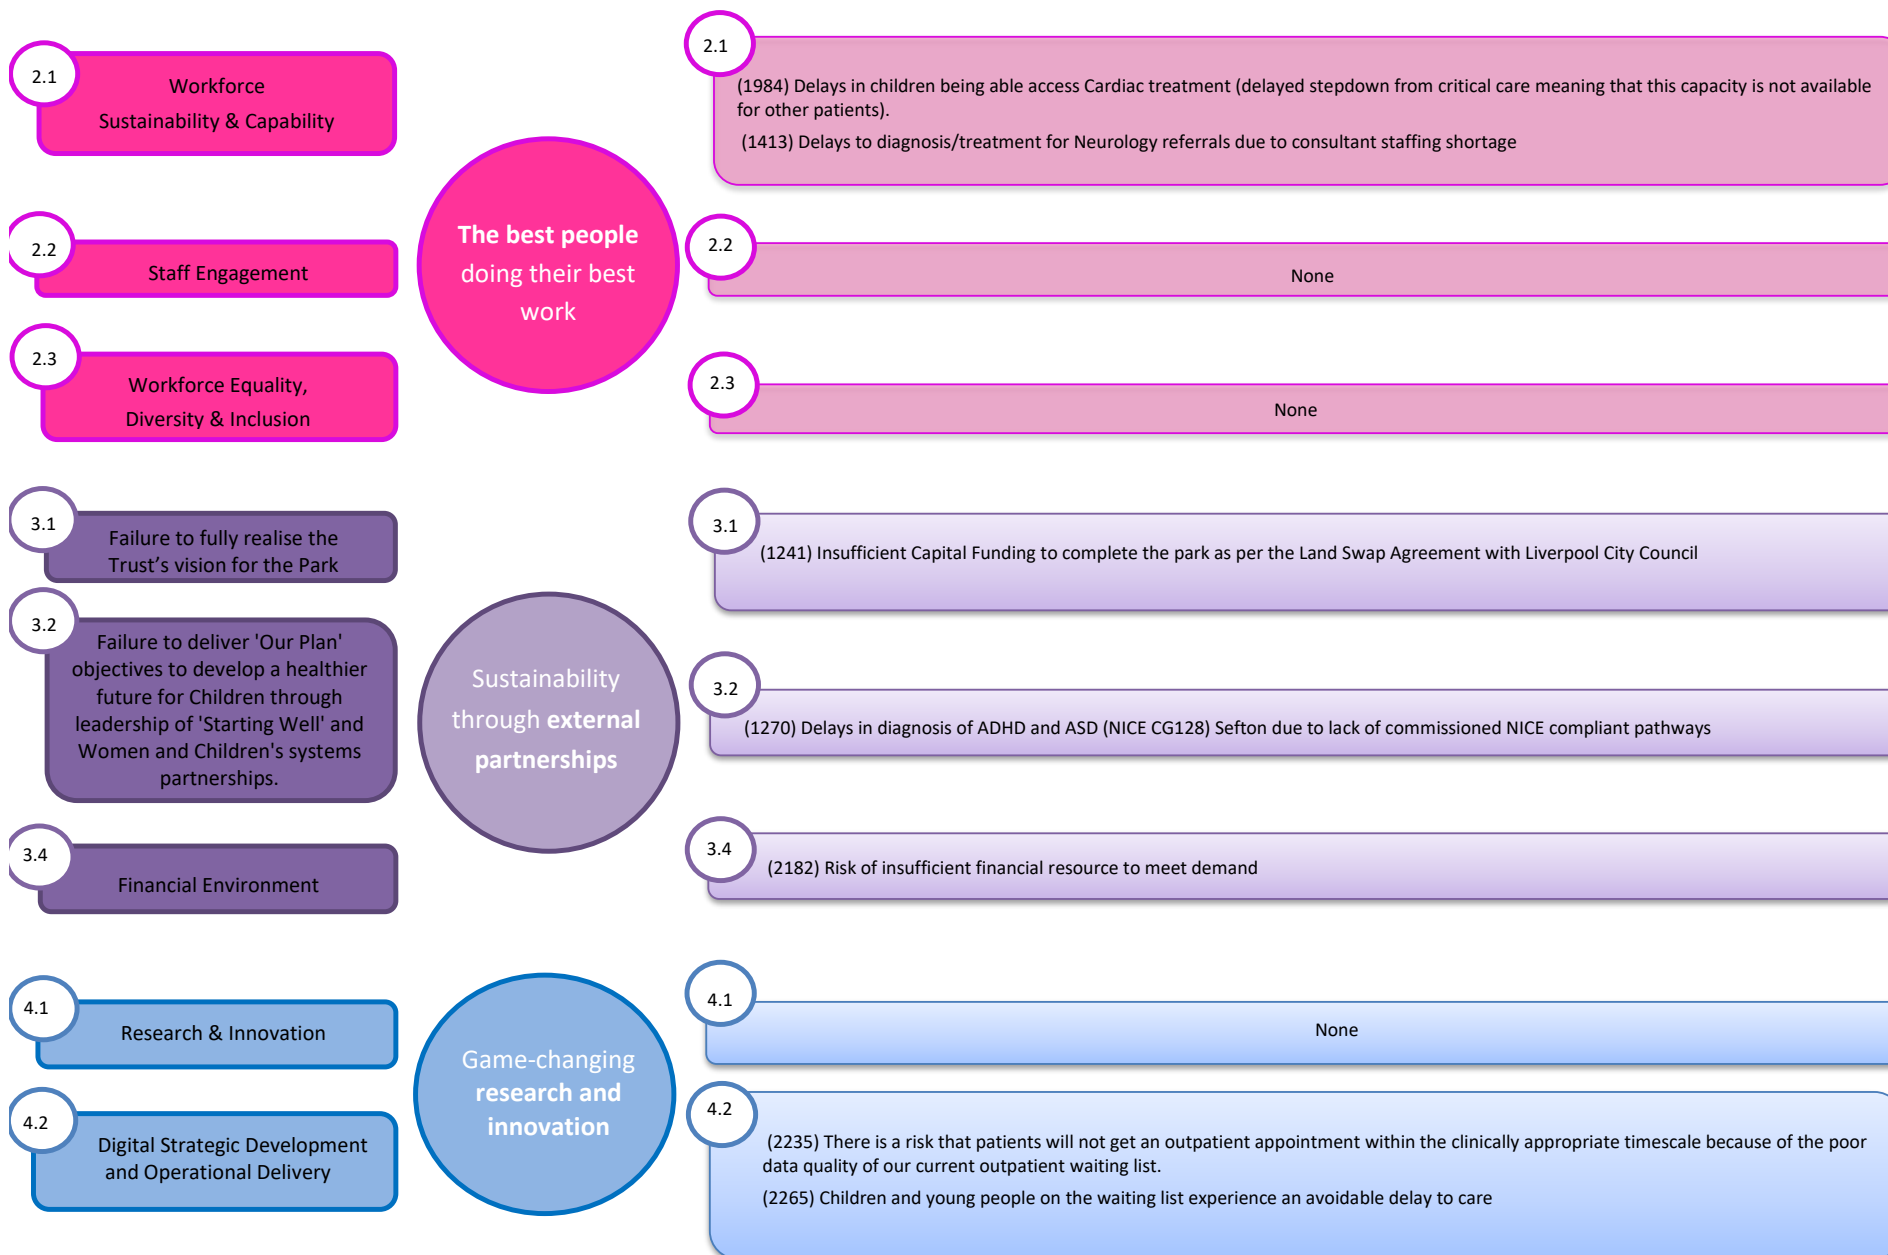 2.1
Workforce
Sustainability & Capability
2.2
Staff Engagement
2.3
Workforce Equality,
Diversity & Inclusion
The best people
doing their best
work
2.1
(1984) Delays in children being able access Cardiac treatment (delayed stepdown from critical care meaning that this capacity is not available
for other patients).
(1413) Delays to diagnosis/treatment for Neurology referrals due to consultant staffing shortage
2.2
None
2.3
None
3.1
Failure to fully realise the
Trust’s vision for the Park
3.2
Failure to deliver 'Our Plan'
objectives to develop a healthier
future for Children through
leadership of 'Starting Well' and
Women and Children's systems
partnerships.
3.4
Financial Environment
Sustainability
through external
partnerships
3.1
(1241) Insufficient Capital Funding to complete the park as per the Land Swap Agreement with Liverpool City Council
3.2
(1270) Delays in diagnosis of ADHD and ASD (NICE CG128) Sefton due to lack of commissioned NICE compliant pathways
3.4
(2182) Risk of insufficient financial resource to meet demand
4.1
Research & Innovation
4.2
Digital Strategic Development
and Operational Delivery
Game-changing
research and
innovation
4.1
None
4.2
(2235) There is a risk that patients will not get an outpatient appointment within the clinically appropriate timescale because of the poor
data quality of our current outpatient waiting list.
(2265) Children and young people on the waiting list experience an avoidable delay to care